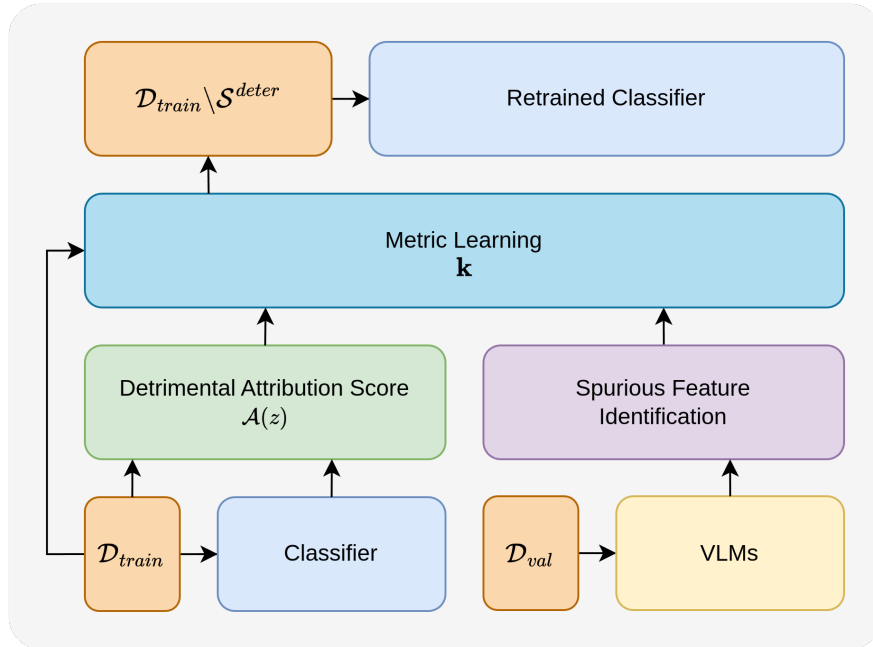 𝒟_train\𝒮^deter
Retrained Classifier
Metric Learning
k
Detrimental Attribution Score
𝒜(z)
Spurious Feature
Identification
𝒟_train
Classifier
𝒟_val
VLMs